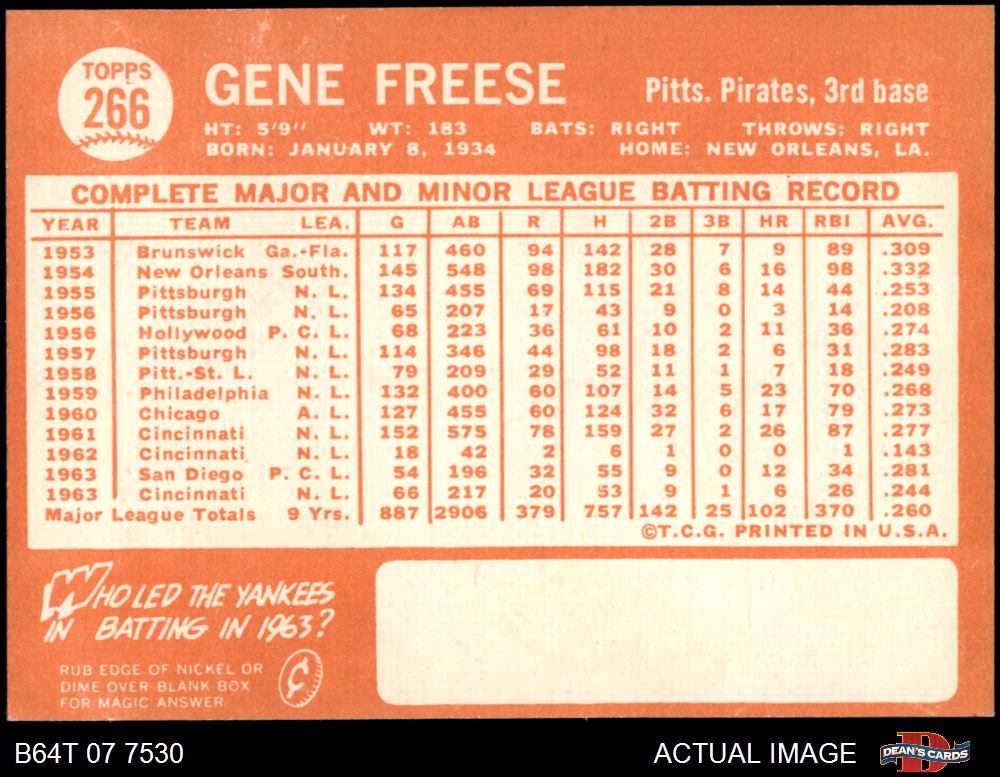 TOPPS
266
GENE FREESE
Pitts. Pirates, 3rd base
HT: 5'9" WT: 183 BATS: RIGHT THROWS: RIGHT
BORN: JANUARY 8, 1934 HOME: NEW ORLEANS, LA.
COMPLETE MAJOR AND MINOR LEAGUE BATTING RECORD
YEAR TEAM LEA. G AB R H 2B 3B HR RBI AVG.
1953 Brunswick Ga.-Fla. 117 460 94 142 28 7 9 89 .309
1954 New Orleans South. 145 548 98 182 30 6 16 98 .332
1955 Pittsburgh N. L. 134 455 69 115 21 8 14 44 .253
1956 Pittsburgh N. L. 65 207 17 43 9 0 3 14 .208
1956 Hollywood P. C. L. 68 223 36 61 10 2 11 36 .274
1957 Pittsburgh N. L. 114 346 44 98 18 2 6 31 .283
1958 Pitt.-St. L. N. L. 79 209 29 52 11 1 7 18 .249
1959 Philadelphia N. L. 132 400 60 107 14 5 23 70 .268
1960 Chicago A. L. 127 455 60 124 32 6 17 79 .273
1961 Cincinnati N. L. 152 575 78 159 27 2 26 87 .277
1962 Cincinnati N. L. 18 42 2 6 1 0 0 1 .143
1963 San Diego P. C. L. 54 196 32 55 9 0 12 34 .281
1963 Cincinnati N. L. 66 217 20 53 9 1 6 26 .244
Major League Totals 9 Yrs. 887 2906 379 757 142 25 102 370 .260
©T.C.G. PRINTED IN U.S.A.
WHO LED THE YANKEES
IN BATTING IN 1963?
RUB EDGE OF NICKEL OR
DIME OVER BLANK BOX
FOR MAGIC ANSWER
¢
B64T 07 7530 ACTUAL IMAGE
D
DEAN'S CARDS